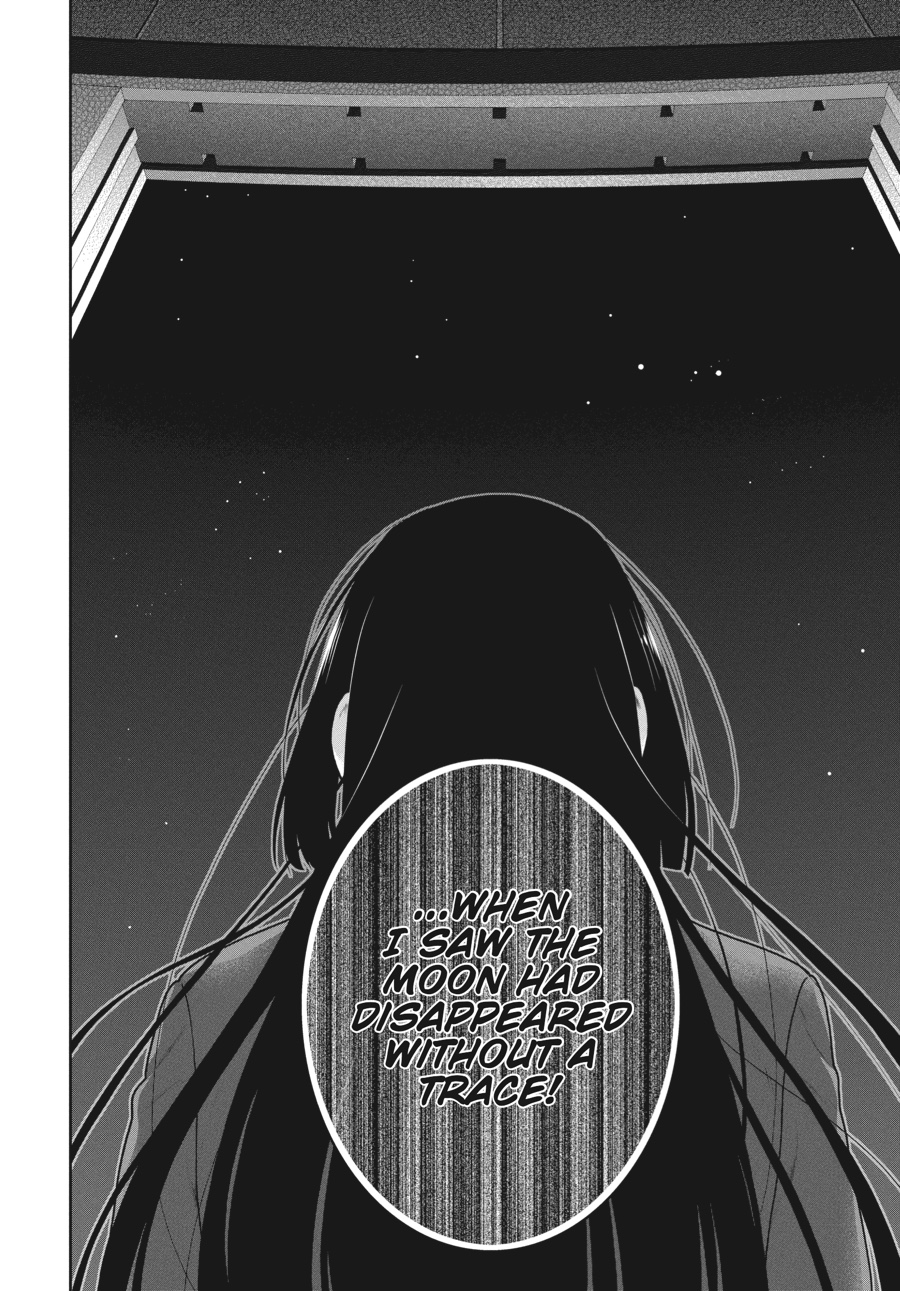 ...WHEN
I SAW THE
MOON HAD
DISAPPEARED
WITHOUT A
TRACE!